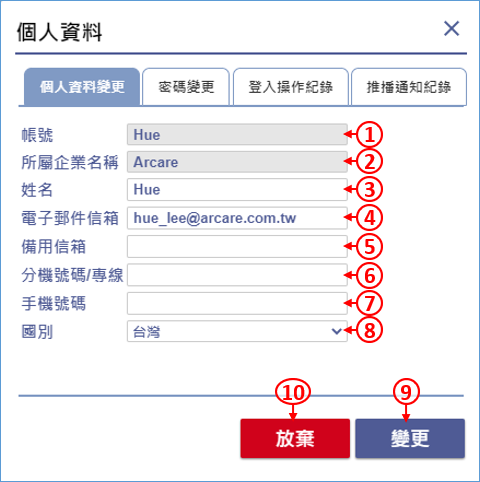 個人資料
個人資料變更 密碼變更 登入操作紀錄 推播通知紀錄
帳號 Hue 1
所屬企業名稱 Arcare 2
姓名 Hue 3
電子郵件信箱 hue_lee@arcare.com.tw 4
備用信箱 5
分機號碼/專線 6
手機號碼 7
國別 台灣 8
10 9
放棄 變更